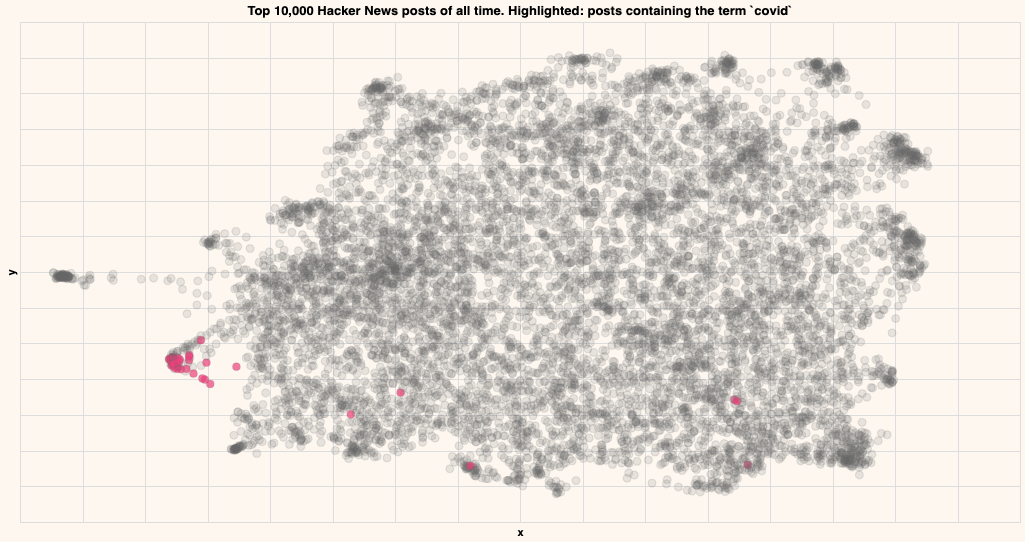 Top 10,000 Hacker News posts of all time. Highlighted: posts containing the term `covid`
y
x